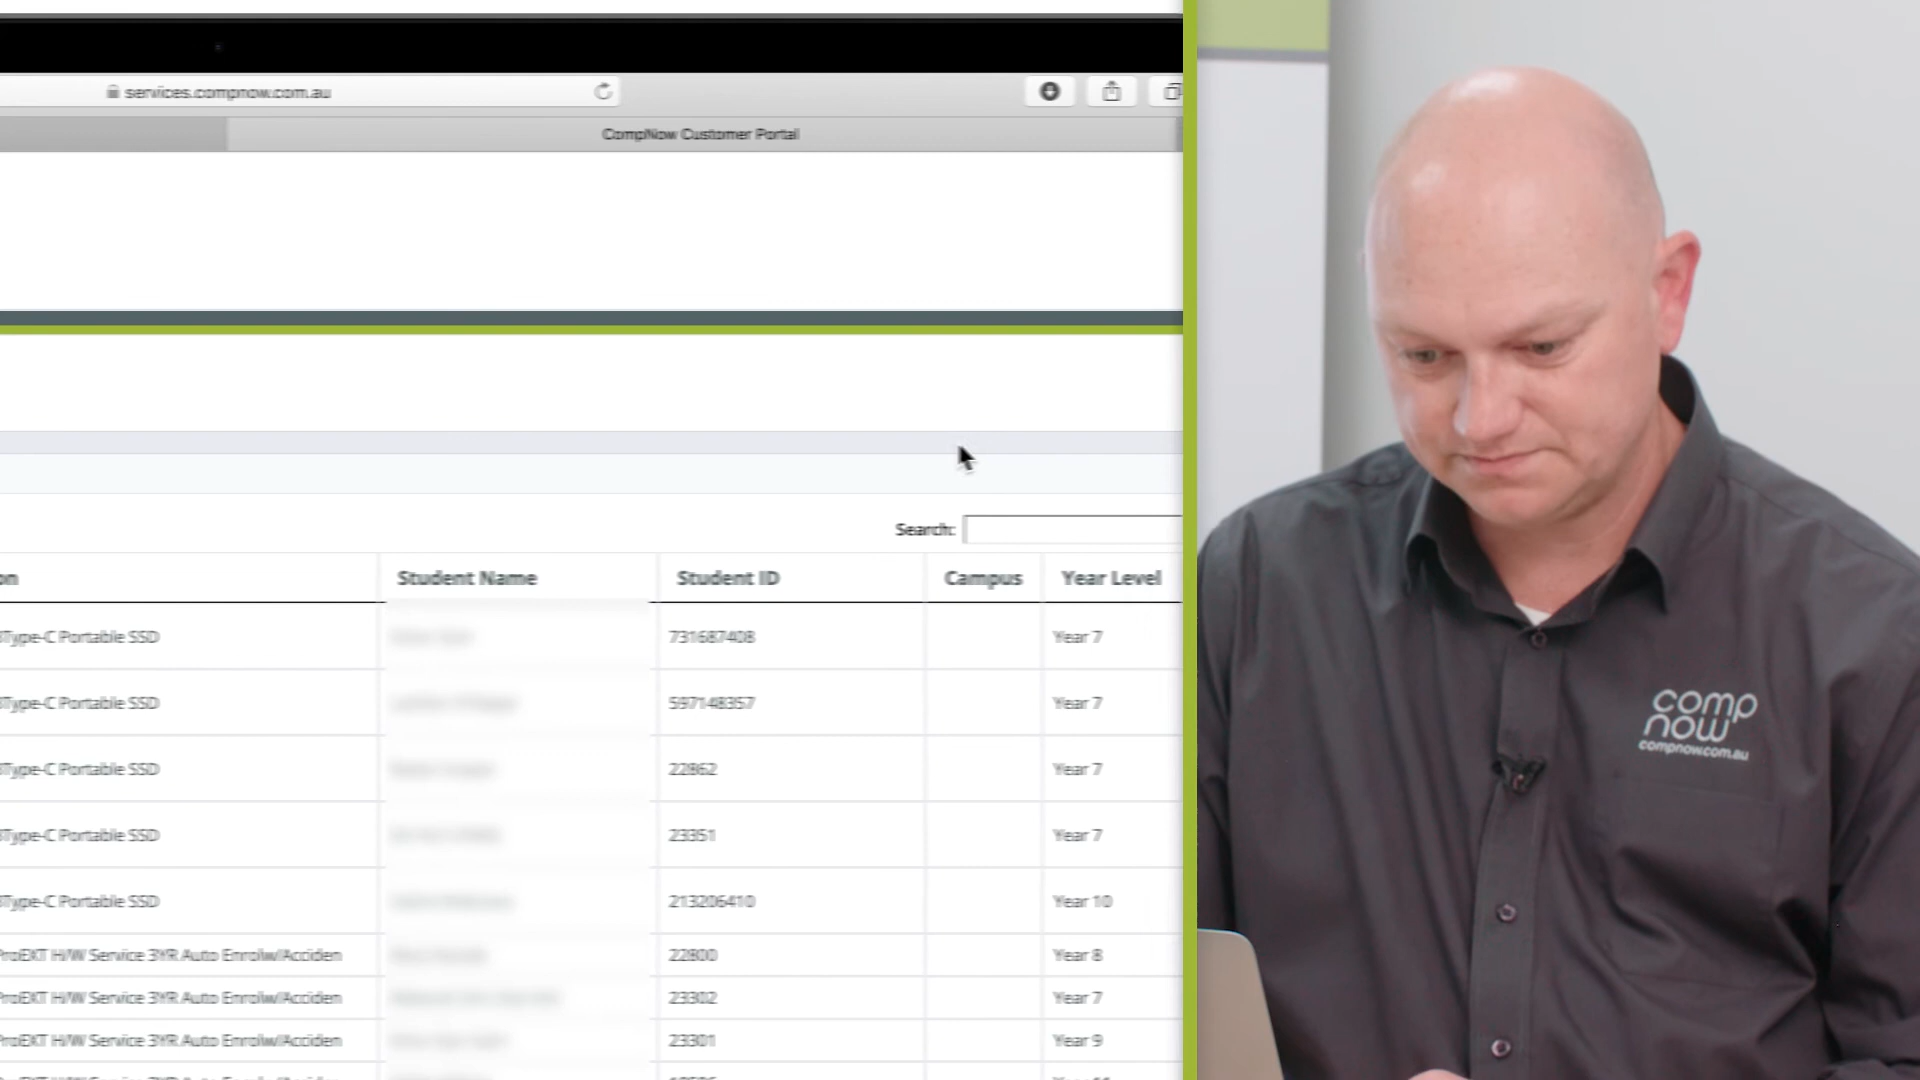 services.compnow.com.au
CompNow Customer Portal
Search:
on Student Name Student ID Campus Year Level
Type-C Portable SSD 731687408 Year 7
Type-C Portable SSD 597148357 Year 7
Type-C Portable SSD 22862 Year 7
Type-C Portable SSD 23351 Year 7
Type-C Portable SSD 213206410 Year 10
ProEXT H/W Service 3YR Auto Enrolw/Acciden 22800 Year 8
ProEXT H/W Service 3YR Auto Enrolw/Acciden 23302 Year 7
ProEXT H/W Service 3YR Auto Enrolw/Acciden 23301 Year 9
comp
now
compnow.com.au